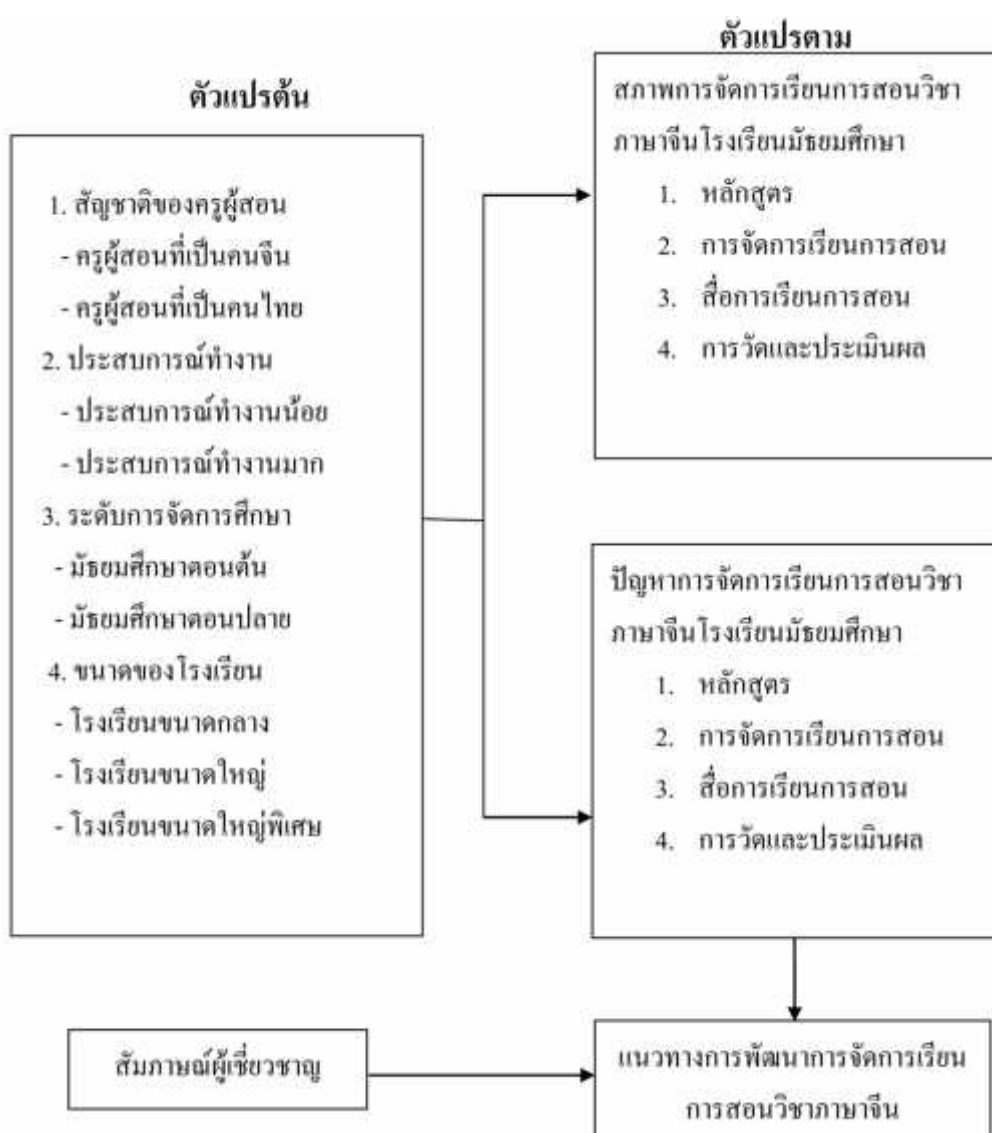 ตัวแปรต้น
1. สัญชาติของครูผู้สอน
- ครูผู้สอนที่เป็นคนจีน
- ครูผู้สอนที่เป็นคนไทย
2. ประสบการณ์ทำงาน
- ประสบการณ์ทำงานน้อย
- ประสบการณ์ทำงานมาก
3. ระดับการจัดการศึกษา
- มัธยมศึกษาตอนต้น
- มัธยมศึกษาตอนปลาย
4. ขนาดของโรงเรียน
- โรงเรียนขนาดกลาง
- โรงเรียนขนาดใหญ่
- โรงเรียนขนาดใหญ่พิเศษ
ตัวแปรตาม
สภาพการจัดการเรียนการสอนวิชา
ภาษาจีนโรงเรียนมัธยมศึกษา
1. หลักสูตร
2. การจัดการเรียนการสอน
3. สื่อการเรียนการสอน
4. การวัดและประเมินผล
ปัญหาการจัดการเรียนการสอนวิชา
ภาษาจีนโรงเรียนมัธยมศึกษา
1. หลักสูตร
2. การจัดการเรียนการสอน
3. สื่อการเรียนการสอน
4. การวัดและประเมินผล
สัมภาษณ์ผู้เชี่ยวชาญ
แนวทางการพัฒนาการจัดการเรียน
การสอนวิชาภาษาจีน